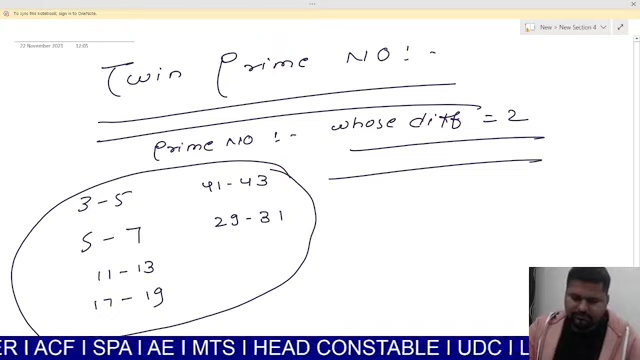 To sync this notebook, sign in to OneNote.
New » New Section 4
22 November 2021 12:05
Twin Prime NO:-
Prime NO:- whose diff = 2
3-5 41-43
5-7 29-31
11-13
17-19
ER I ACF I SPA I AE I MTS I HEAD CONSTABLE I UDC I L